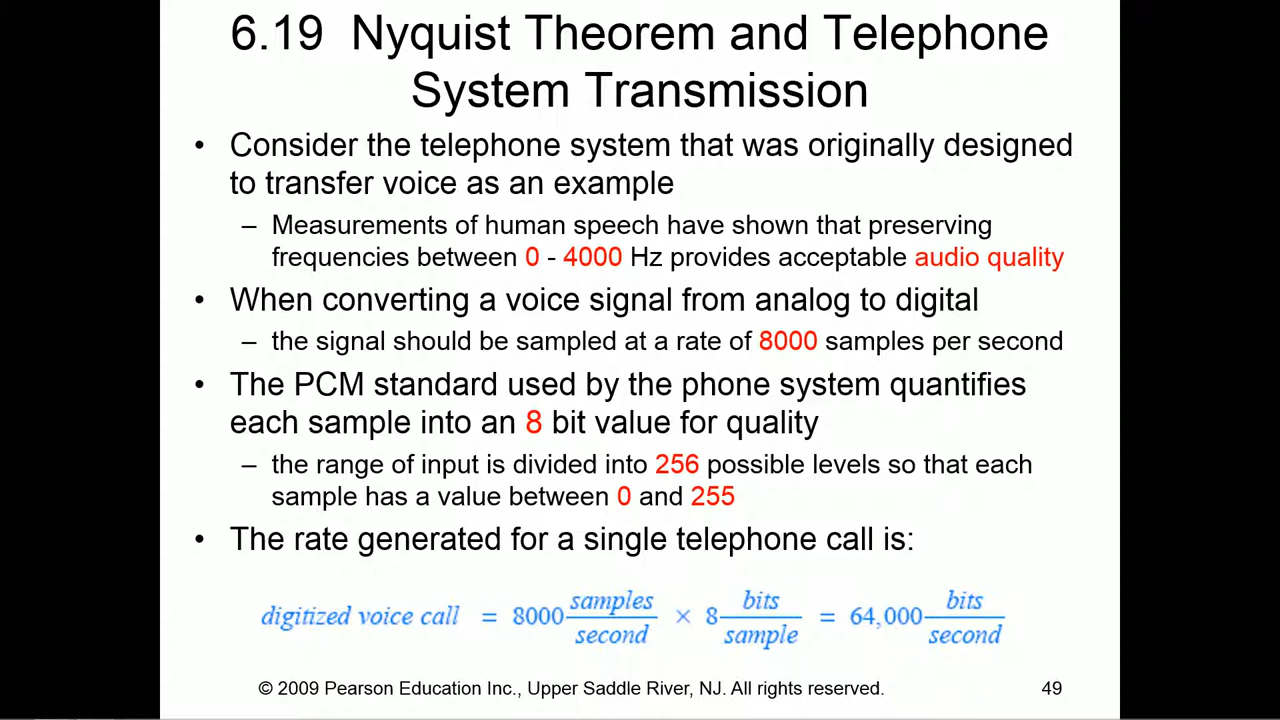 6.19 Nyquist Theorem and Telephone
System Transmission
• Consider the telephone system that was originally designed
to transfer voice as an example
– Measurements of human speech have shown that preserving
frequencies between 0 - 4000 Hz provides acceptable audio quality
• When converting a voice signal from analog to digital
– the signal should be sampled at a rate of 8000 samples per second
• The PCM standard used by the phone system quantifies
each sample into an 8 bit value for quality
– the range of input is divided into 256 possible levels so that each
sample has a value between 0 and 255
• The rate generated for a single telephone call is:
digitized voice call = 8000 samples/second × 8 bits/sample = 64,000 bits/second
© 2009 Pearson Education Inc., Upper Saddle River, NJ. All rights reserved.
49